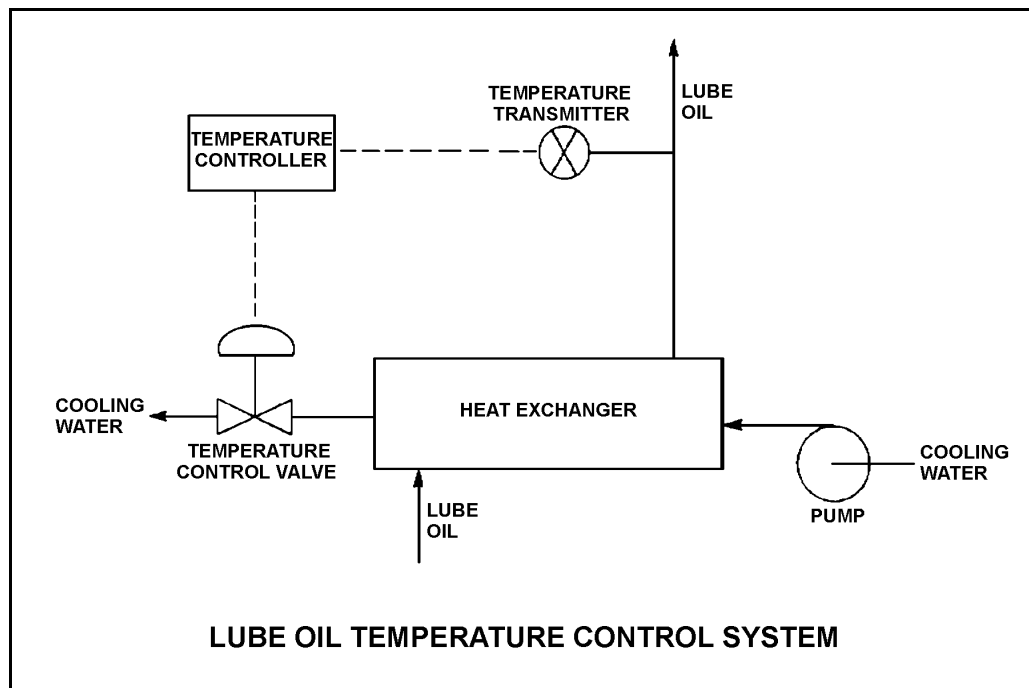 TEMPERATURE
TRANSMITTER
LUBE
OIL
TEMPERATURE
CONTROLLER
COOLING
WATER
HEAT EXCHANGER
TEMPERATURE
CONTROL VALVE
COOLING
WATER
PUMP
LUBE
OIL
LUBE OIL TEMPERATURE CONTROL SYSTEM